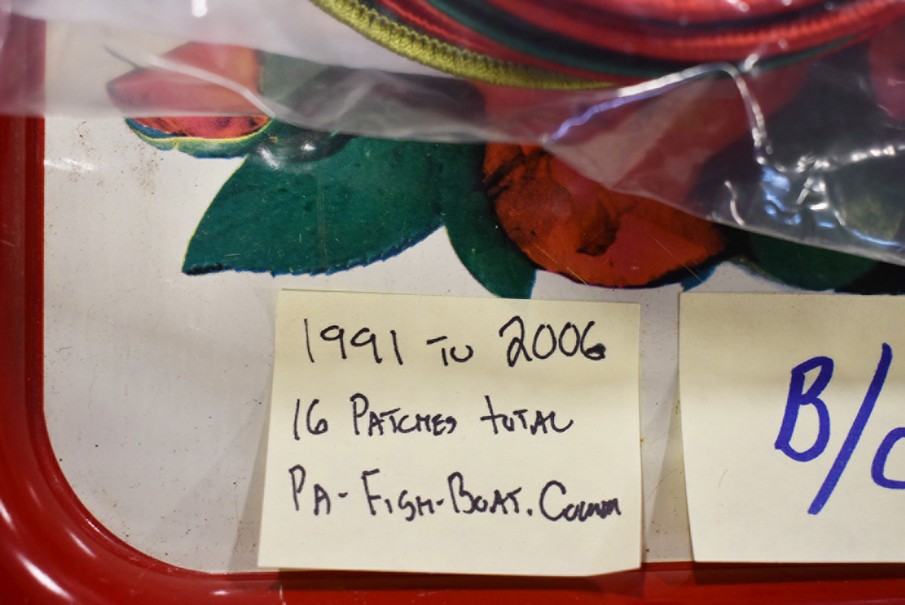 1991 TO 2006
16 PATCHES TOTAL
PA-FISH-BOAT. COMM
B/